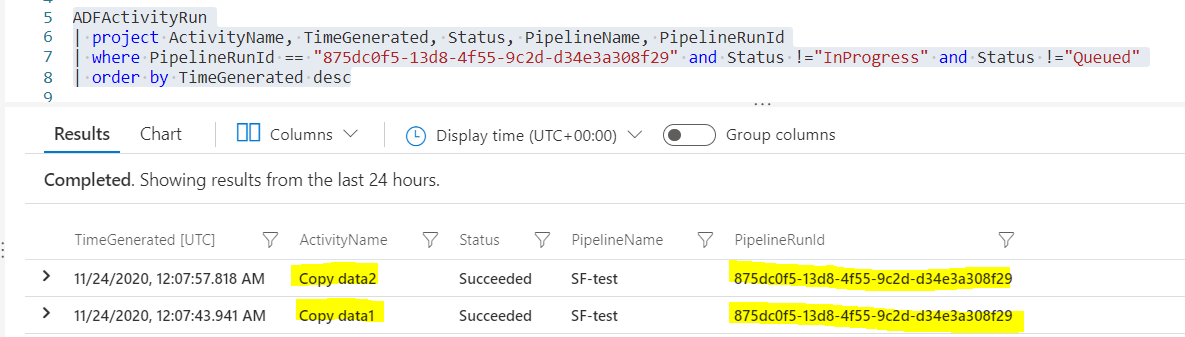 5 ADFActivityRun
6 | project ActivityName, TimeGenerated, Status, PipelineName, PipelineRunId
7 | where PipelineRunId == "875dc0f5-13d8-4f55-9c2d-d34e3a308f29" and Status !="InProgress" and Status !="Queued"
8 | order by TimeGenerated desc
9
Results Chart Columns Display time (UTC+00:00) Group columns
Completed. Showing results from the last 24 hours.
TimeGenerated [UTC] ActivityName Status PipelineName PipelineRunId
11/24/2020, 12:07:57.818 AM Copy data2 Succeeded SF-test 875dc0f5-13d8-4f55-9c2d-d34e3a308f29
11/24/2020, 12:07:43.941 AM Copy data1 Succeeded SF-test 875dc0f5-13d8-4f55-9c2d-d34e3a308f29